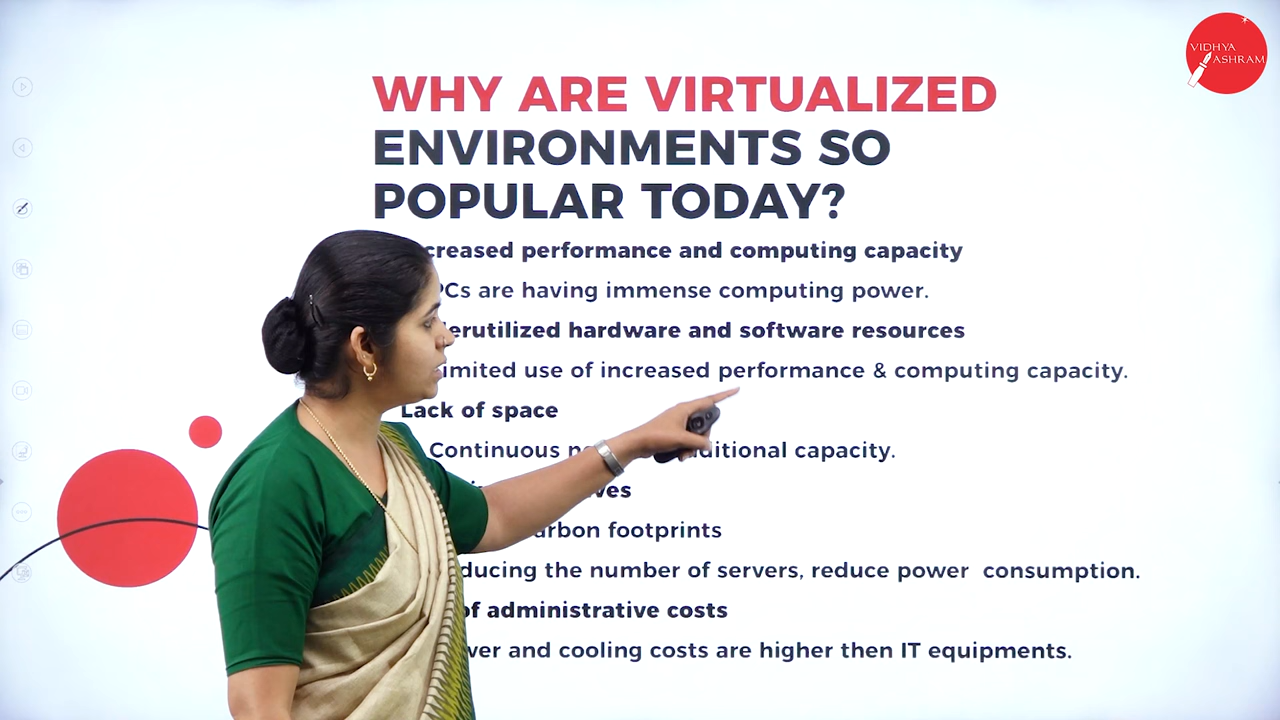 VIDHYA
ASHRAM
WHY ARE VIRTUALIZED
ENVIRONMENTS SO
POPULAR TODAY?
creased performance and computing capacity
PCs are having immense computing power.
erutilized hardware and software resources
imited use of increased performance & computing capacity.
Lack of space
Continuous ditional capacity.
ves
arbon footprints
ducing the number of servers, reduce power consumption.
of administrative costs
wer and cooling costs are higher then IT equipments.